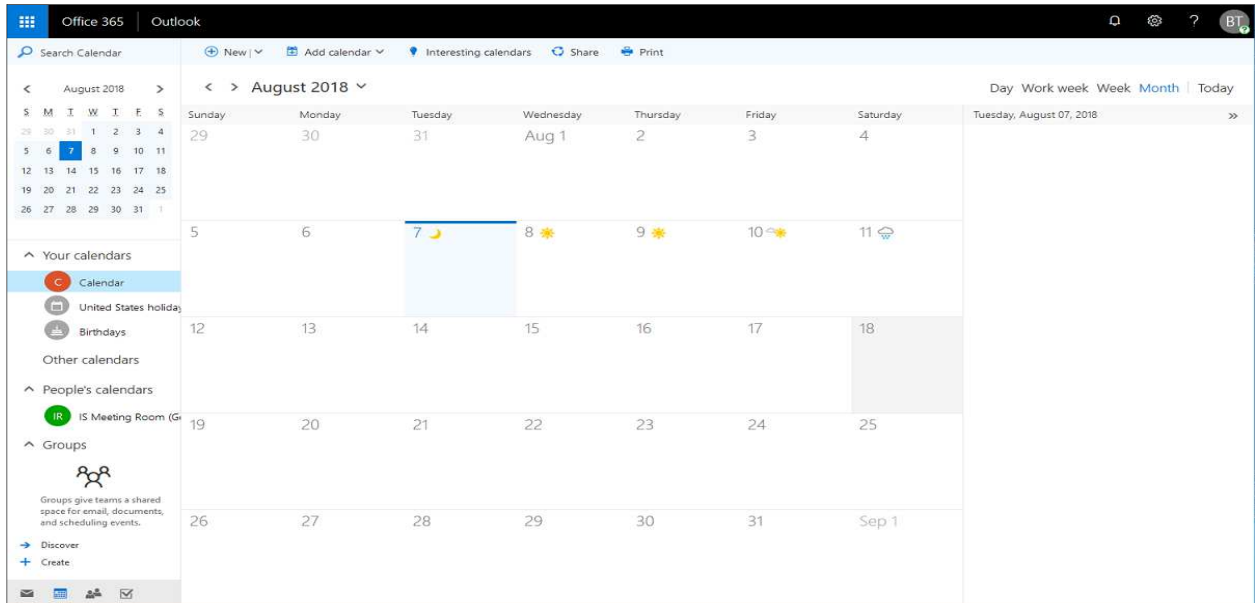 Office 365 Outlook
BT
Search Calendar
New Add calendar Interesting calendars Share Print
August 2018
S M T W T F S
29 30 31 1 2 3 4
5 6 7 8 9 10 11
12 13 14 15 16 17 18
19 20 21 22 23 24 25
26 27 28 29 30 31 1
Your calendars
C Calendar
United States holiday
Birthdays
Other calendars
People's calendars
IR IS Meeting Room (Ge
Groups
Groups give teams a shared
space for email, documents,
and scheduling events.
Discover
Create
August 2018
Day Work week Week Month Today
Sunday Monday Tuesday Wednesday Thursday Friday Saturday
29 30 31 Aug 1 2 3 4
5 6 7 8 9 10 11
12 13 14 15 16 17 18
19 20 21 22 23 24 25
26 27 28 29 30 31 Sep 1
Tuesday, August 07, 2018